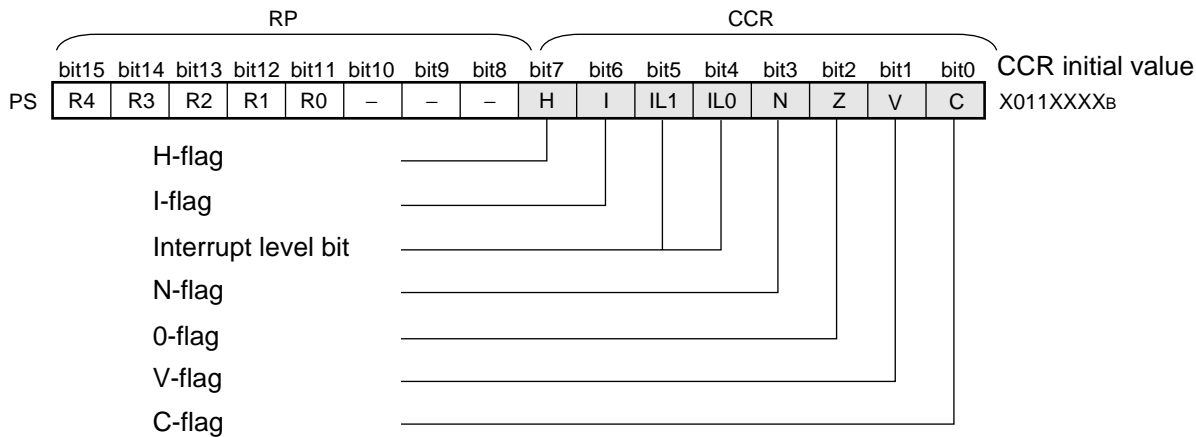 RP CCR
bit15 bit14 bit13 bit12 bit11 bit10 bit9 bit8 bit7 bit6 bit5 bit4 bit3 bit2 bit1 bit0 CCR initial value
PS R4 R3 R2 R1 R0 – – – H I IL1 IL0 N Z V C X011XXXXB
H-flag
I-flag
Interrupt level bit
N-flag
0-flag
V-flag
C-flag